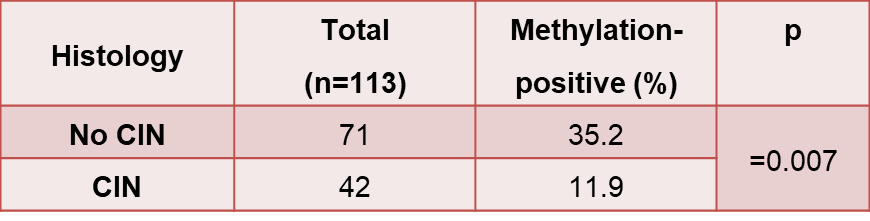 Histology
Total
(n=113)
Methylation-
positive (%)
p
No CIN
71
35.2
=0.007
CIN
42
11.9